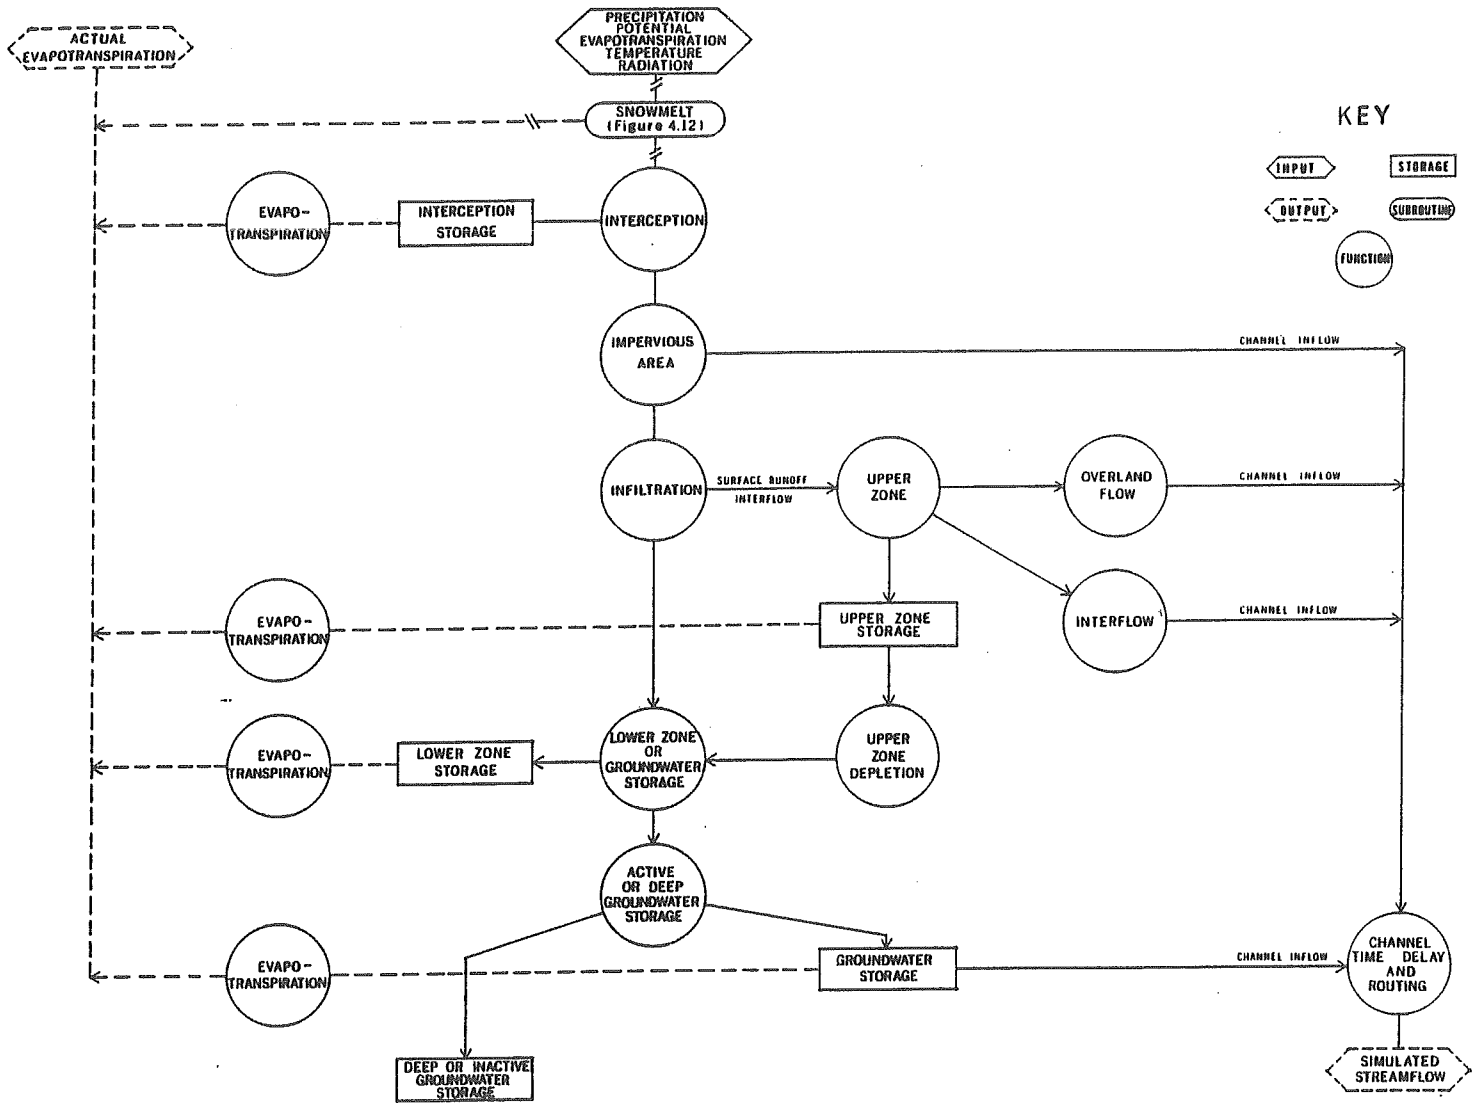 ACTUAL
EVAPOTRANSPIRATION
PRECIPITATION
POTENTIAL
EVAPOTRANSPIRATION
TEMPERATURE
RADIATION
SNOWMELT
(Figure 4.12)
KEY
INPUT
STORAGE
OUTPUT
SUBROUTINE
FUNCTION
EVAPO-
TRANSPIRATION
INTERCEPTION
STORAGE
INTERCEPTION
IMPERVIOUS
AREA
CHANNEL INFLOW
INFILTRATION
SURFACE RUNOFF
INTERFLOW
UPPER
ZONE
OVERLAND
FLOW
CHANNEL INFLOW
EVAPO-
TRANSPIRATION
UPPER ZONE
STORAGE
INTERFLOW
CHANNEL INFLOW
EVAPO-
TRANSPIRATION
LOWER ZONE
STORAGE
LOWER ZONE
OR
GROUNDWATER
STORAGE
UPPER
ZONE
DEPLETION
ACTIVE
OR DEEP
GROUNDWATER
STORAGE
EVAPO-
TRANSPIRATION
GROUNDWATER
STORAGE
CHANNEL INFLOW
CHANNEL
TIME DELAY
AND
ROUTING
DEEP OR INACTIVE
GROUNDWATER
STORAGE
SIMULATED
STREAMFLOW